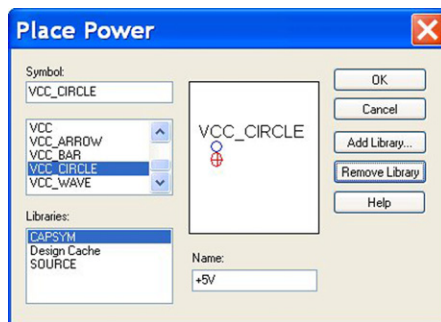 Place Power
Symbol:
VCC_CIRCLE
VCC
VCC_ARROW
VCC_BAR
VCC_CIRCLE
VCC_WAVE
Libraries:
CAPSYM
Design Cache
SOURCE
VCC_CIRCLE
Name:
+5V
OK
Cancel
Add Library...
Remove Library
Help